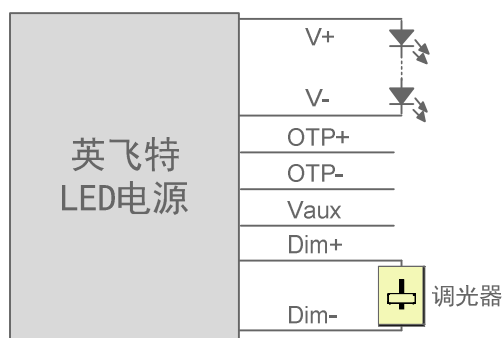 英飞特
LED电源
V+
V-
OTP+
OTP-
Vaux
Dim+
Dim-
调光器